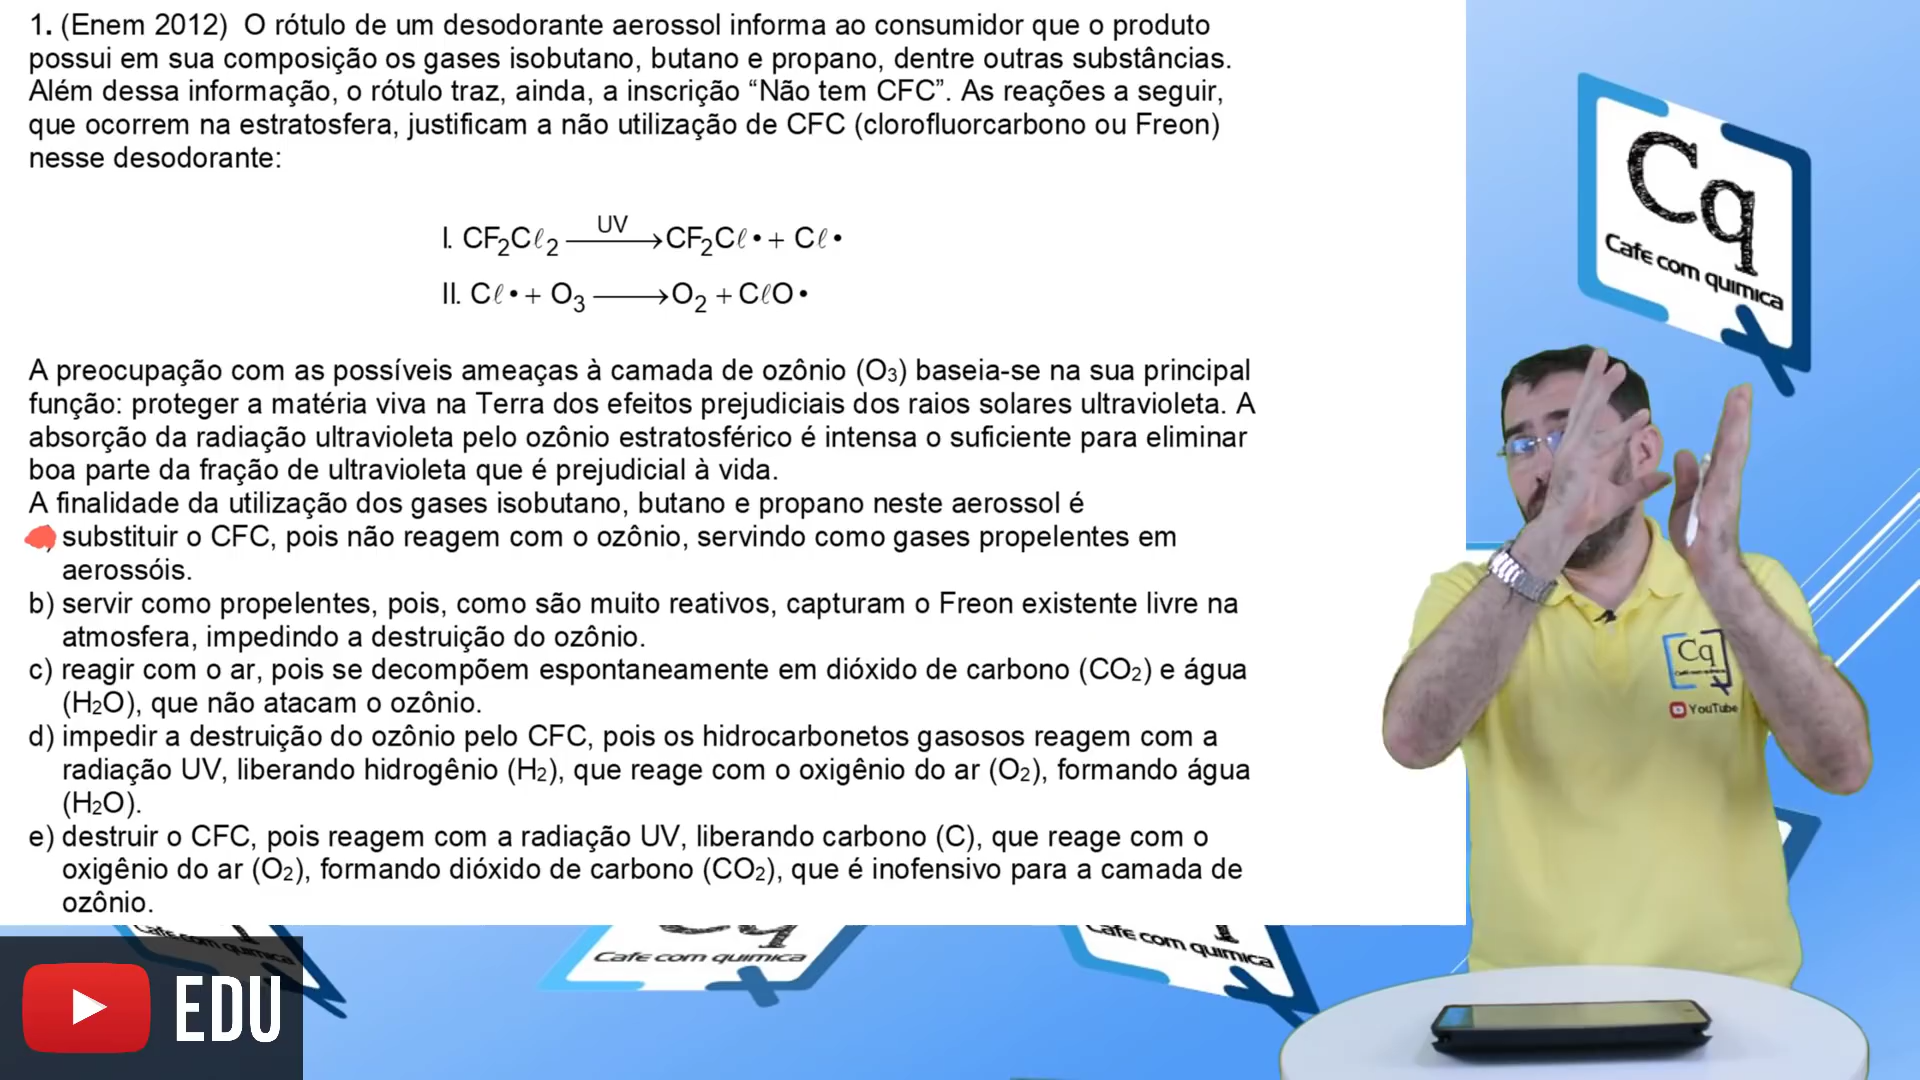 1. (Enem 2012) O rótulo de um desodorante aerossol informa ao consumidor que o produto
possui em sua composição os gases isobutano, butano e propano, dentre outras substâncias.
Além dessa informação, o rótulo traz, ainda, a inscrição “Não tem CFC”. As reações a seguir,
que ocorrem na estratosfera, justificam a não utilização de CFC (clorofluorcarbono ou Freon)
nesse desodorante:
UV
I. CF₂Cℓ₂ ⟶ CF₂Cℓ• + Cℓ•
II. Cℓ• + O₃ ⟶ O₂ + CℓO•
A preocupação com as possíveis ameaças à camada de ozônio (O₃) baseia-se na sua principal
função: proteger a matéria viva na Terra dos efeitos prejudiciais dos raios solares ultravioleta. A
absorção da radiação ultravioleta pelo ozônio estratosférico é intensa o suficiente para eliminar
boa parte da fração de ultravioleta que é prejudicial à vida.
A finalidade da utilização dos gases isobutano, butano e propano neste aerossol é
) substituir o CFC, pois não reagem com o ozônio, servindo como gases propelentes em
aerossóis.
b) servir como propelentes, pois, como são muito reativos, capturam o Freon existente livre na
atmosfera, impedindo a destruição do ozônio.
c) reagir com o ar, pois se decompõem espontaneamente em dióxido de carbono (CO₂) e água
(H₂O), que não atacam o ozônio.
d) impedir a destruição do ozônio pelo CFC, pois os hidrocarbonetos gasosos reagem com a
radiação UV, liberando hidrogênio (H₂), que reage com o oxigênio do ar (O₂), formando água
(H₂O).
e) destruir o CFC, pois reagem com a radiação UV, liberando carbono (C), que reage com o
oxigênio do ar (O₂), formando dióxido de carbono (CO₂), que é inofensivo para a camada de
ozônio.
Cq
Cafe com quimica
Cq
YouTube
Cafe com quimica
Cq
Cafe com quimica
Cafe com quimica
EDU